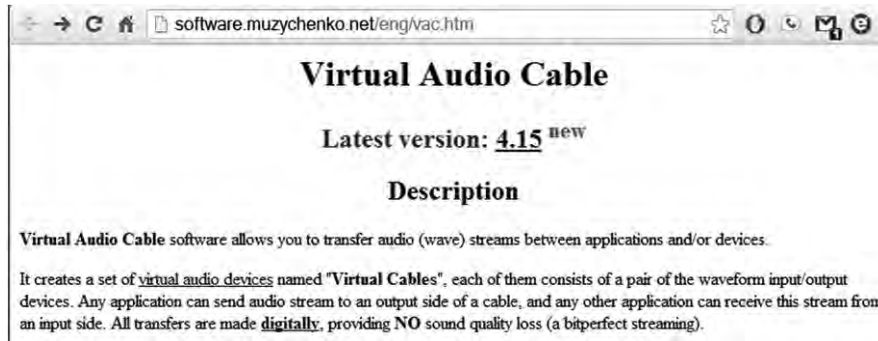 software.muzychenko.net/eng/vac.htm
Virtual Audio Cable
Latest version: 4.15 new
Description
Virtual Audio Cable software allows you to transfer audio (wave) streams between applications and/or devices.
It creates a set of virtual audio devices named "Virtual Cables", each of them consists of a pair of the waveform input/output
devices. Any application can send audio stream to an output side of a cable, and any other application can receive this stream from
an input side. All transfers are made digitally, providing NO sound quality loss (a bitperfect streaming).